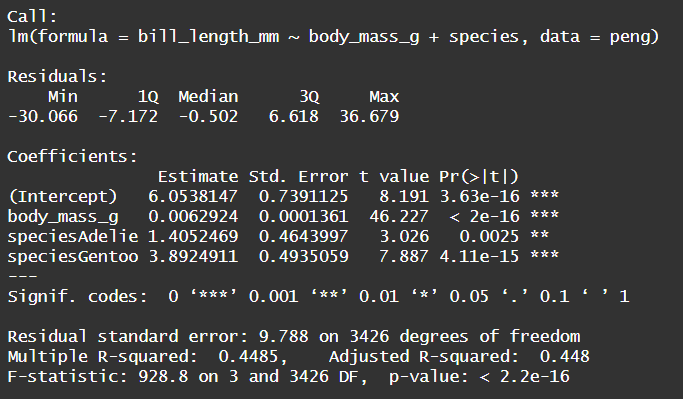 Call:
lm(formula = bill_length_mm ~ body_mass_g + species, data = peng)
Residuals:
Min 1Q Median 3Q Max
-30.066 -7.172 -0.502 6.618 36.679
Coefficients:
Estimate Std. Error t value Pr(>|t|)
(Intercept) 6.0538147 0.7391125 8.191 3.63e-16 ***
body_mass_g 0.0062924 0.0001361 46.227 < 2e-16 ***
speciesAdelie 1.4052469 0.4643997 3.026 0.0025 **
speciesGentoo 3.8924911 0.4935059 7.887 4.11e-15 ***
---
Signif. codes: 0 ‘***’ 0.001 ‘**’ 0.01 ‘*’ 0.05 ‘.’ 0.1 ‘ ’ 1
Residual standard error: 9.788 on 3426 degrees of freedom
Multiple R-squared: 0.4485, Adjusted R-squared: 0.448
F-statistic: 928.8 on 3 and 3426 DF, p-value: < 2.2e-16